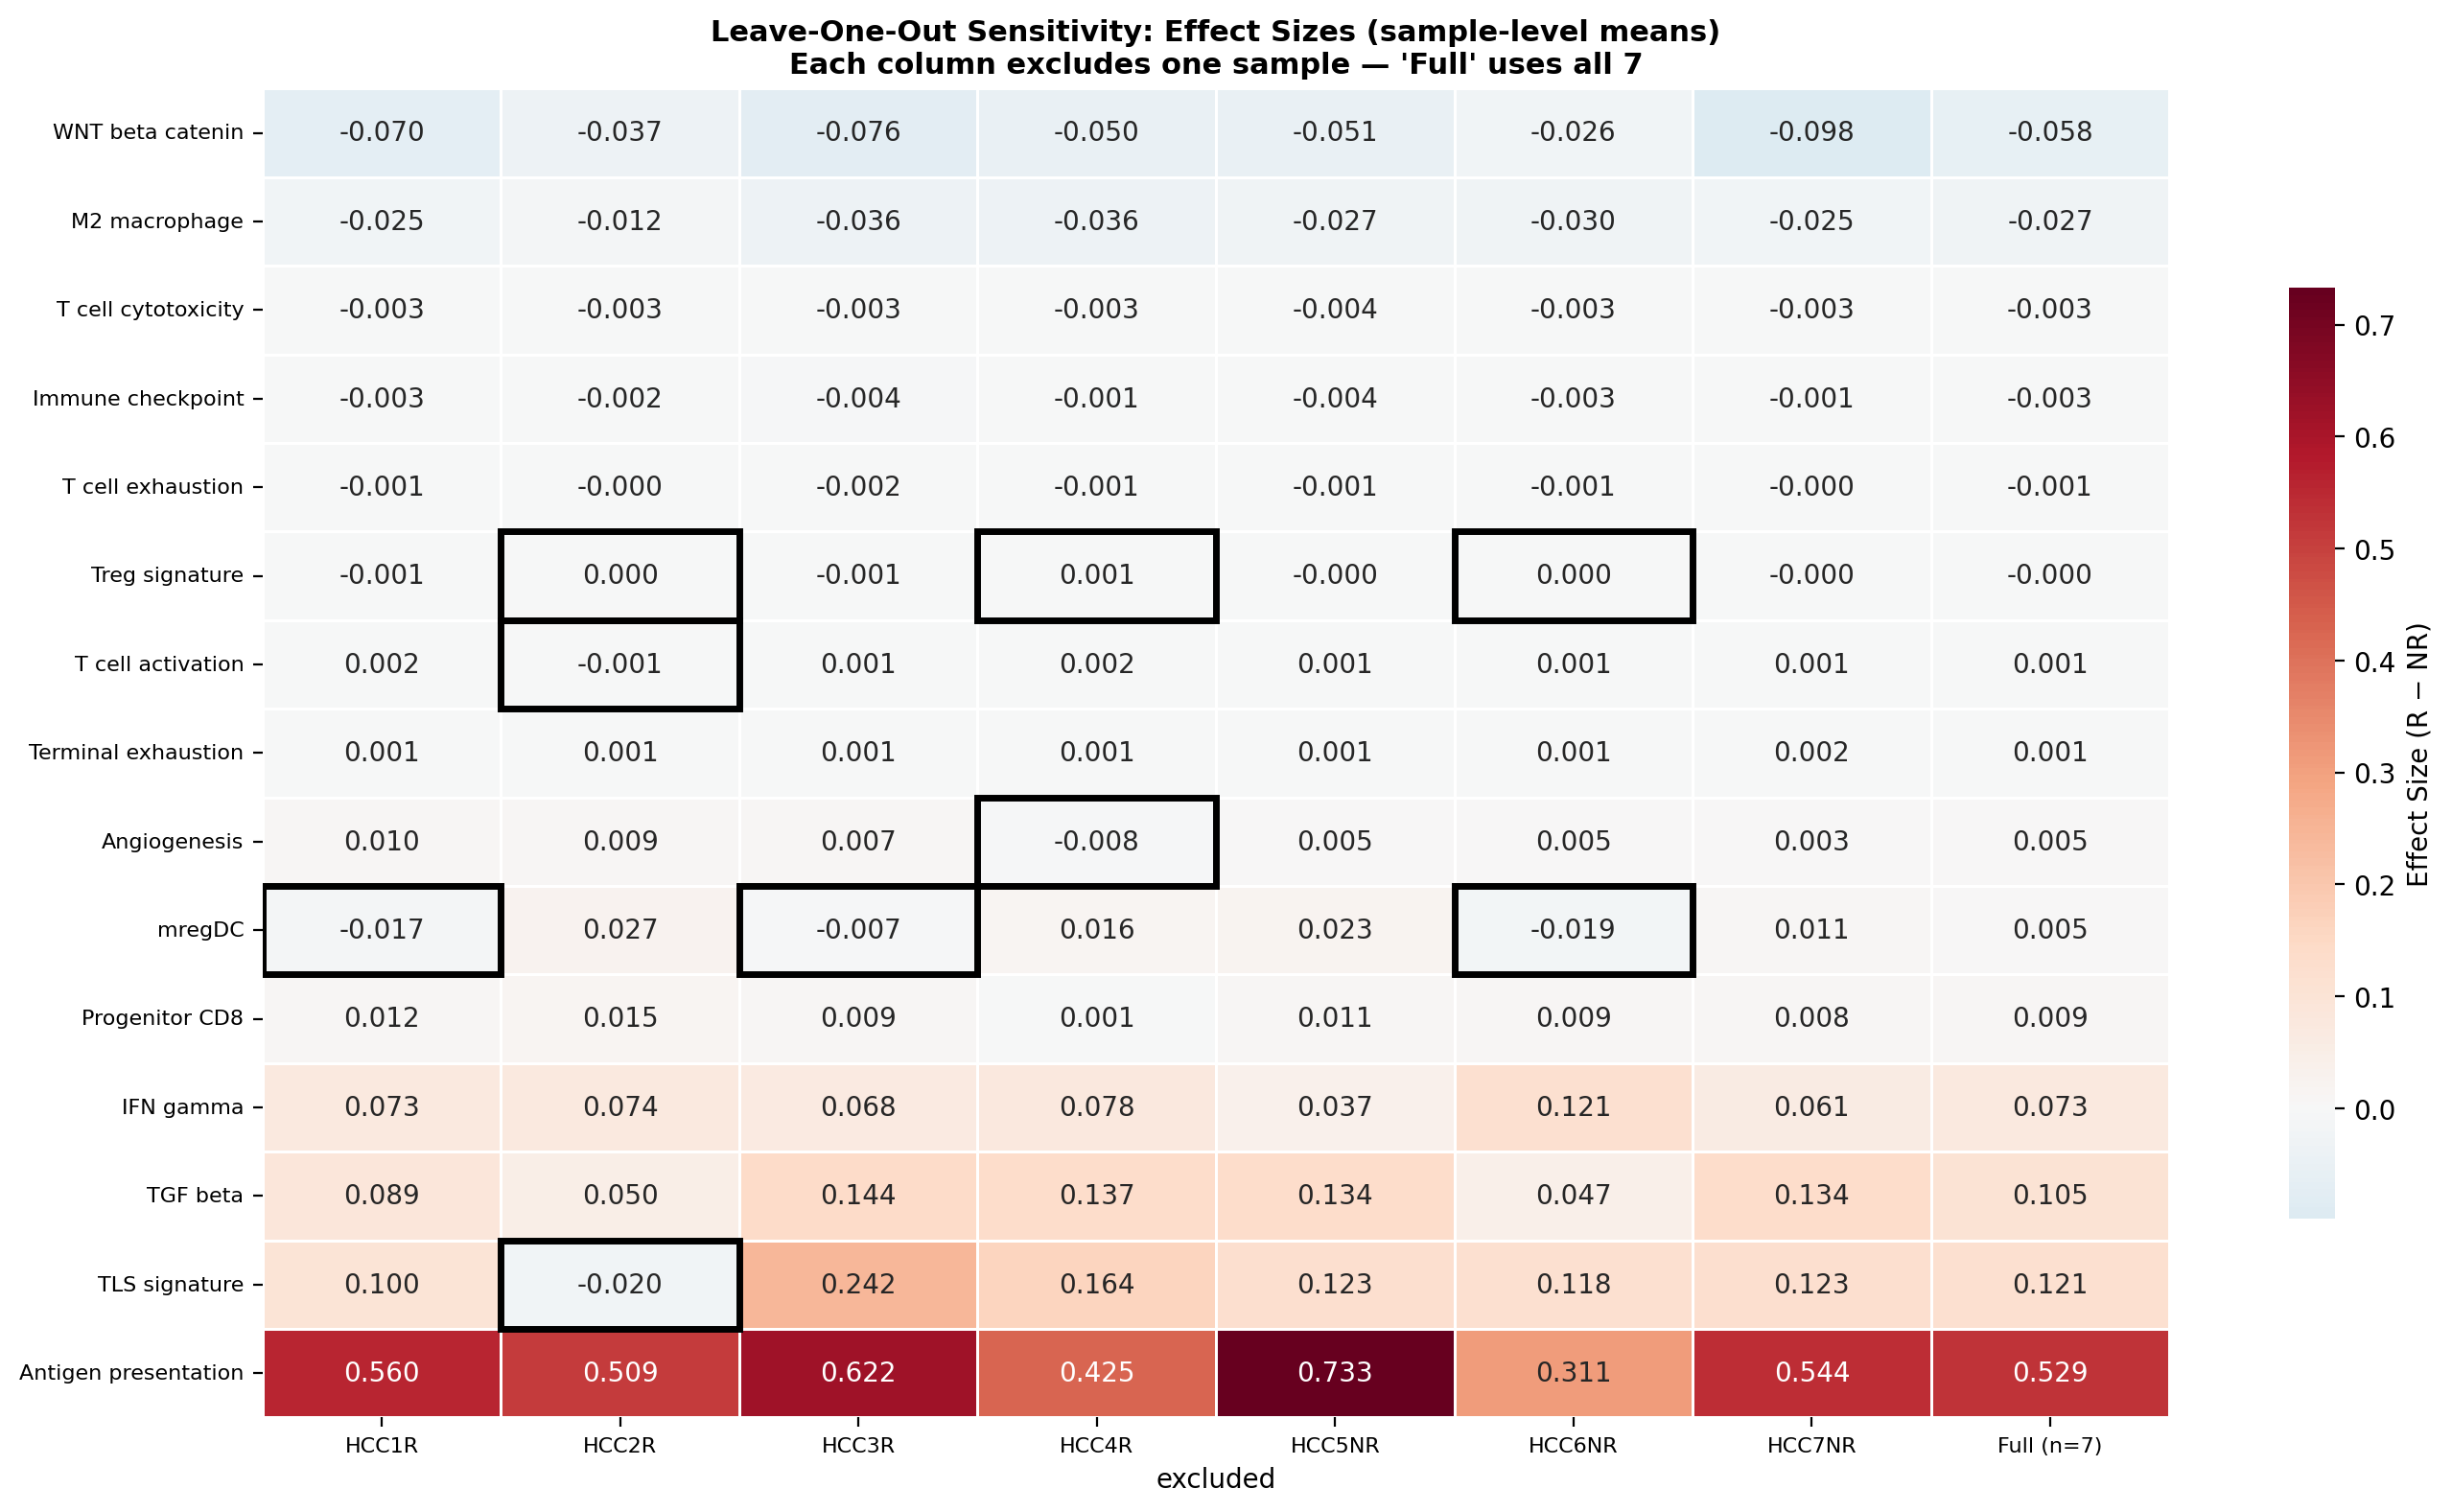 Leave-One-Out Sensitivity: Effect Sizes (sample-level means)
Each column excludes one sample — 'Full' uses all 7
WNT beta catenin -0.070 -0.037 -0.076 -0.050 -0.051 -0.026 -0.098 -0.058
M2 macrophage -0.025 -0.012 -0.036 -0.036 -0.027 -0.030 -0.025 -0.027
T cell cytotoxicity -0.003 -0.003 -0.003 -0.003 -0.004 -0.003 -0.003 -0.003
Immune checkpoint -0.003 -0.002 -0.004 -0.001 -0.004 -0.003 -0.001 -0.003
T cell exhaustion -0.001 -0.000 -0.002 -0.001 -0.001 -0.001 -0.000 -0.001
Treg signature -0.001 0.000 -0.001 0.001 -0.000 0.000 -0.000 -0.000
T cell activation 0.002 -0.001 0.001 0.002 0.001 0.001 0.001 0.001
Terminal exhaustion 0.001 0.001 0.001 0.001 0.001 0.001 0.002 0.001
Angiogenesis 0.010 0.009 0.007 -0.008 0.005 0.005 0.003 0.005
mregDC -0.017 0.027 -0.007 0.016 0.023 -0.019 0.011 0.005
Progenitor CD8 0.012 0.015 0.009 0.001 0.011 0.009 0.008 0.009
IFN gamma 0.073 0.074 0.068 0.078 0.037 0.121 0.061 0.073
TGF beta 0.089 0.050 0.144 0.137 0.134 0.047 0.134 0.105
TLS signature 0.100 -0.020 0.242 0.164 0.123 0.118 0.123 0.121
Antigen presentation 0.560 0.509 0.622 0.425 0.733 0.311 0.544 0.529
HCC1R HCC2R HCC3R HCC4R HCC5NR HCC6NR HCC7NR Full (n=7)
excluded
0.7
0.6
0.5
0.4
0.3
0.2
0.1
0.0
Effect Size (R − NR)